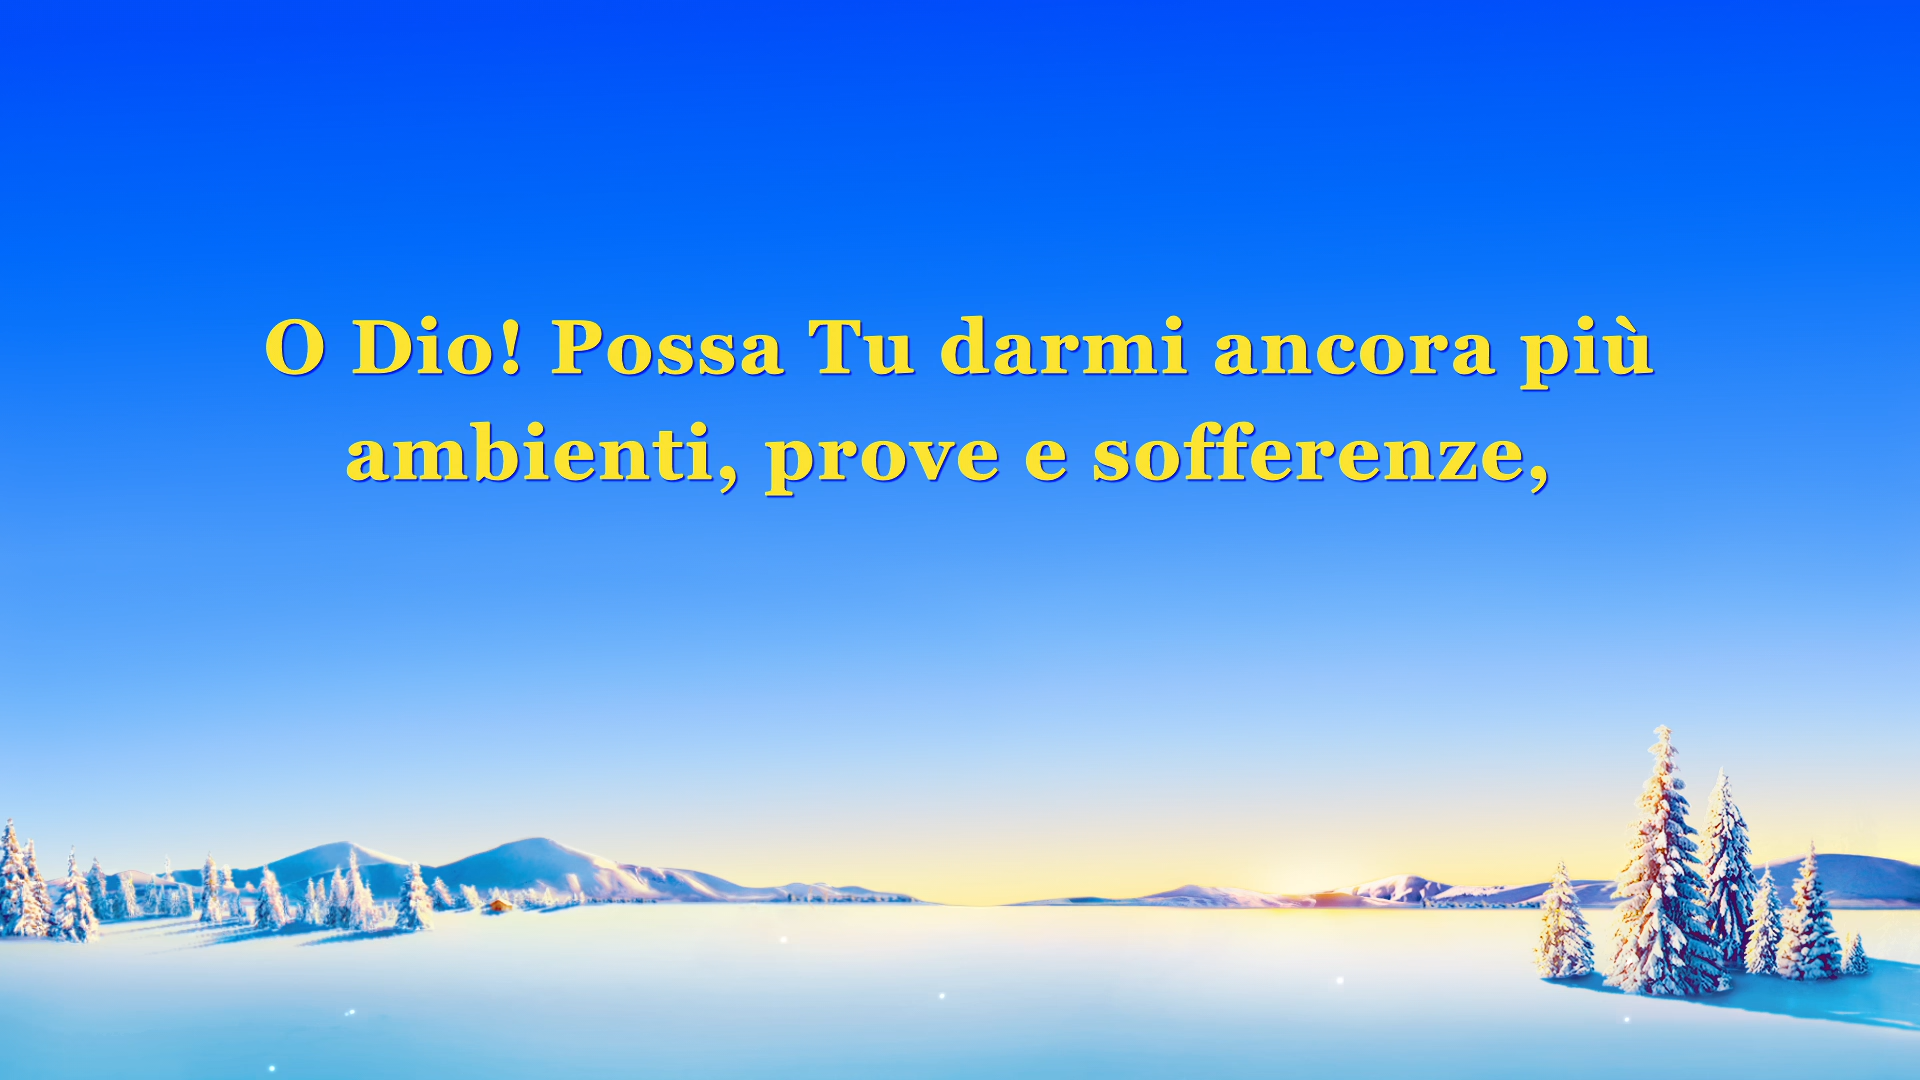 O Dio! Possa Tu darmi ancora più
ambienti, prove e sofferenze,